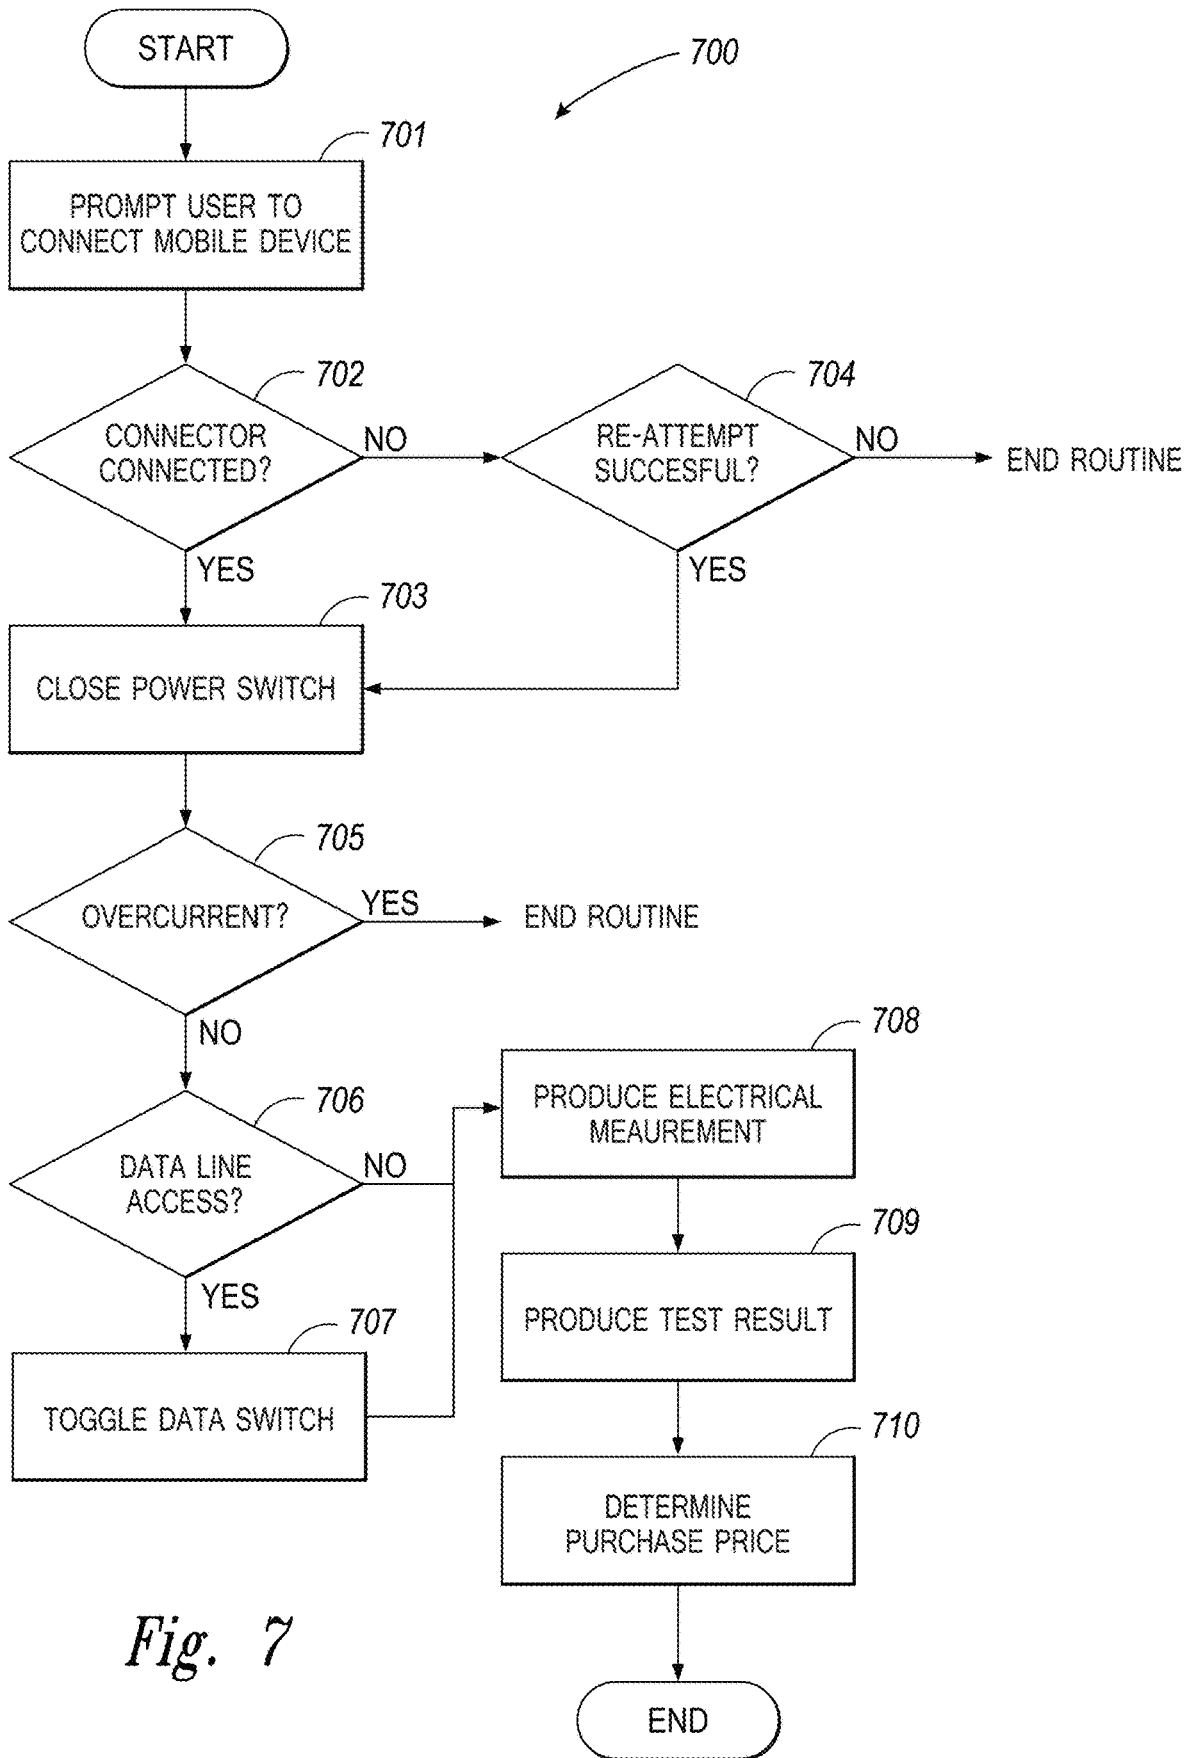 START
700
701
PROMPT USER TO
CONNECT MOBILE DEVICE
702
CONNECTOR
CONNECTED?
NO
704
RE-ATTEMPT
SUCCESFUL?
NO
END ROUTINE
YES
YES
703
CLOSE POWER SWITCH
705
OVERCURRENT?
YES
END ROUTINE
NO
706
DATA LINE
ACCESS?
NO
YES
707
TOGGLE DATA SWITCH
708
PRODUCE ELECTRICAL
MEAUREMENT
709
PRODUCE TEST RESULT
710
DETERMINE
PURCHASE PRICE
END
Fig. 7